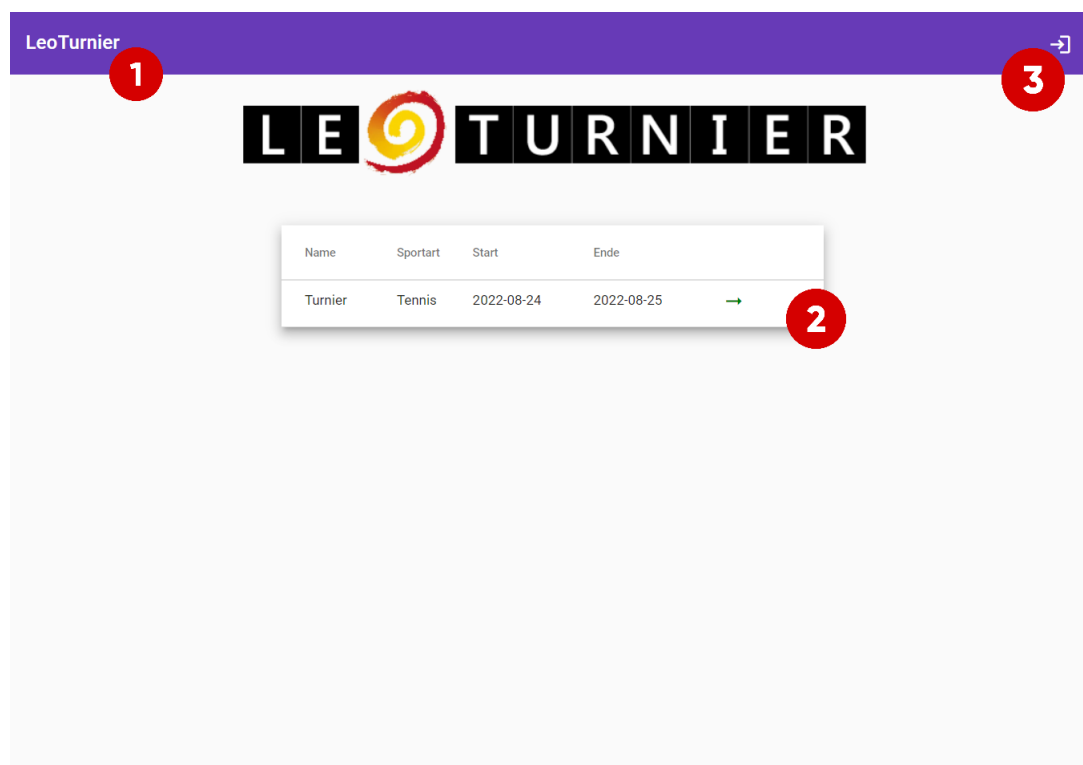 LeoTurnier
1
3
LE TURNIER
Name Sportart Start Ende
Turnier Tennis 2022-08-24 2022-08-25 →
2